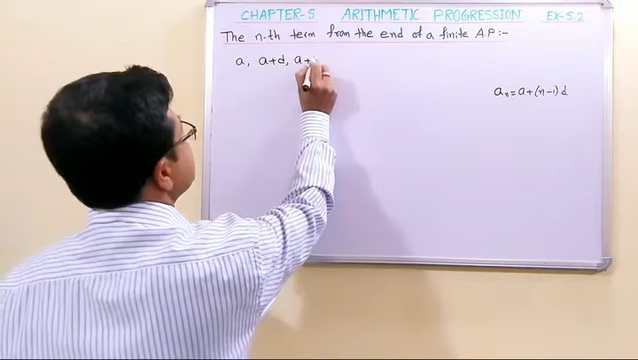 CHAPTER-5 ARITHMETIC PROGRESSION EX-5.2
The n-th term from the end of a finite A.P:-
a, a+d, a+
aₙ=a+(n-1)d